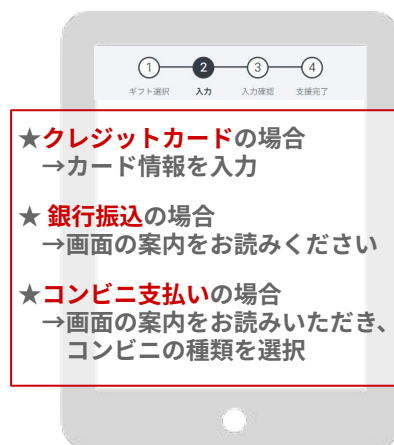 1 2 3 4
ギフト選択 入力 入力確認 支援完了
★クレジットカードの場合
→カード情報を入力
★ 銀行振込の場合
→画面の案内をお読みください
★コンビニ支払いの場合
→画面の案内をお読みいただき、
コンビニの種類を選択